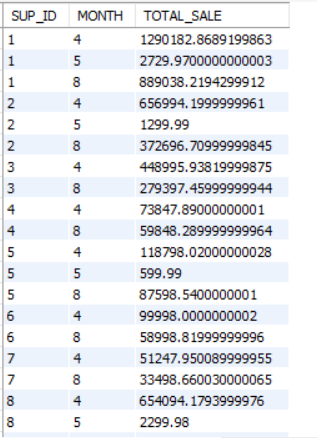 SUP_ID MONTH TOTAL_SALE
1 4 1290182.8689199863
1 5 2729.9700000000003
1 8 889038.2194299912
2 4 656994.1999999961
2 5 1299.99
2 8 372696.70999999845
3 4 448995.93819999875
3 8 279397.45999999944
4 4 73847.89000000001
4 8 59848.289999999964
5 4 118798.02000000028
5 5 599.99
5 8 87598.5400000001
6 4 99998.0000000002
6 8 58998.81999999996
7 4 51247.950089999955
7 8 33498.660030000065
8 4 654094.1793999976
8 5 2299.98